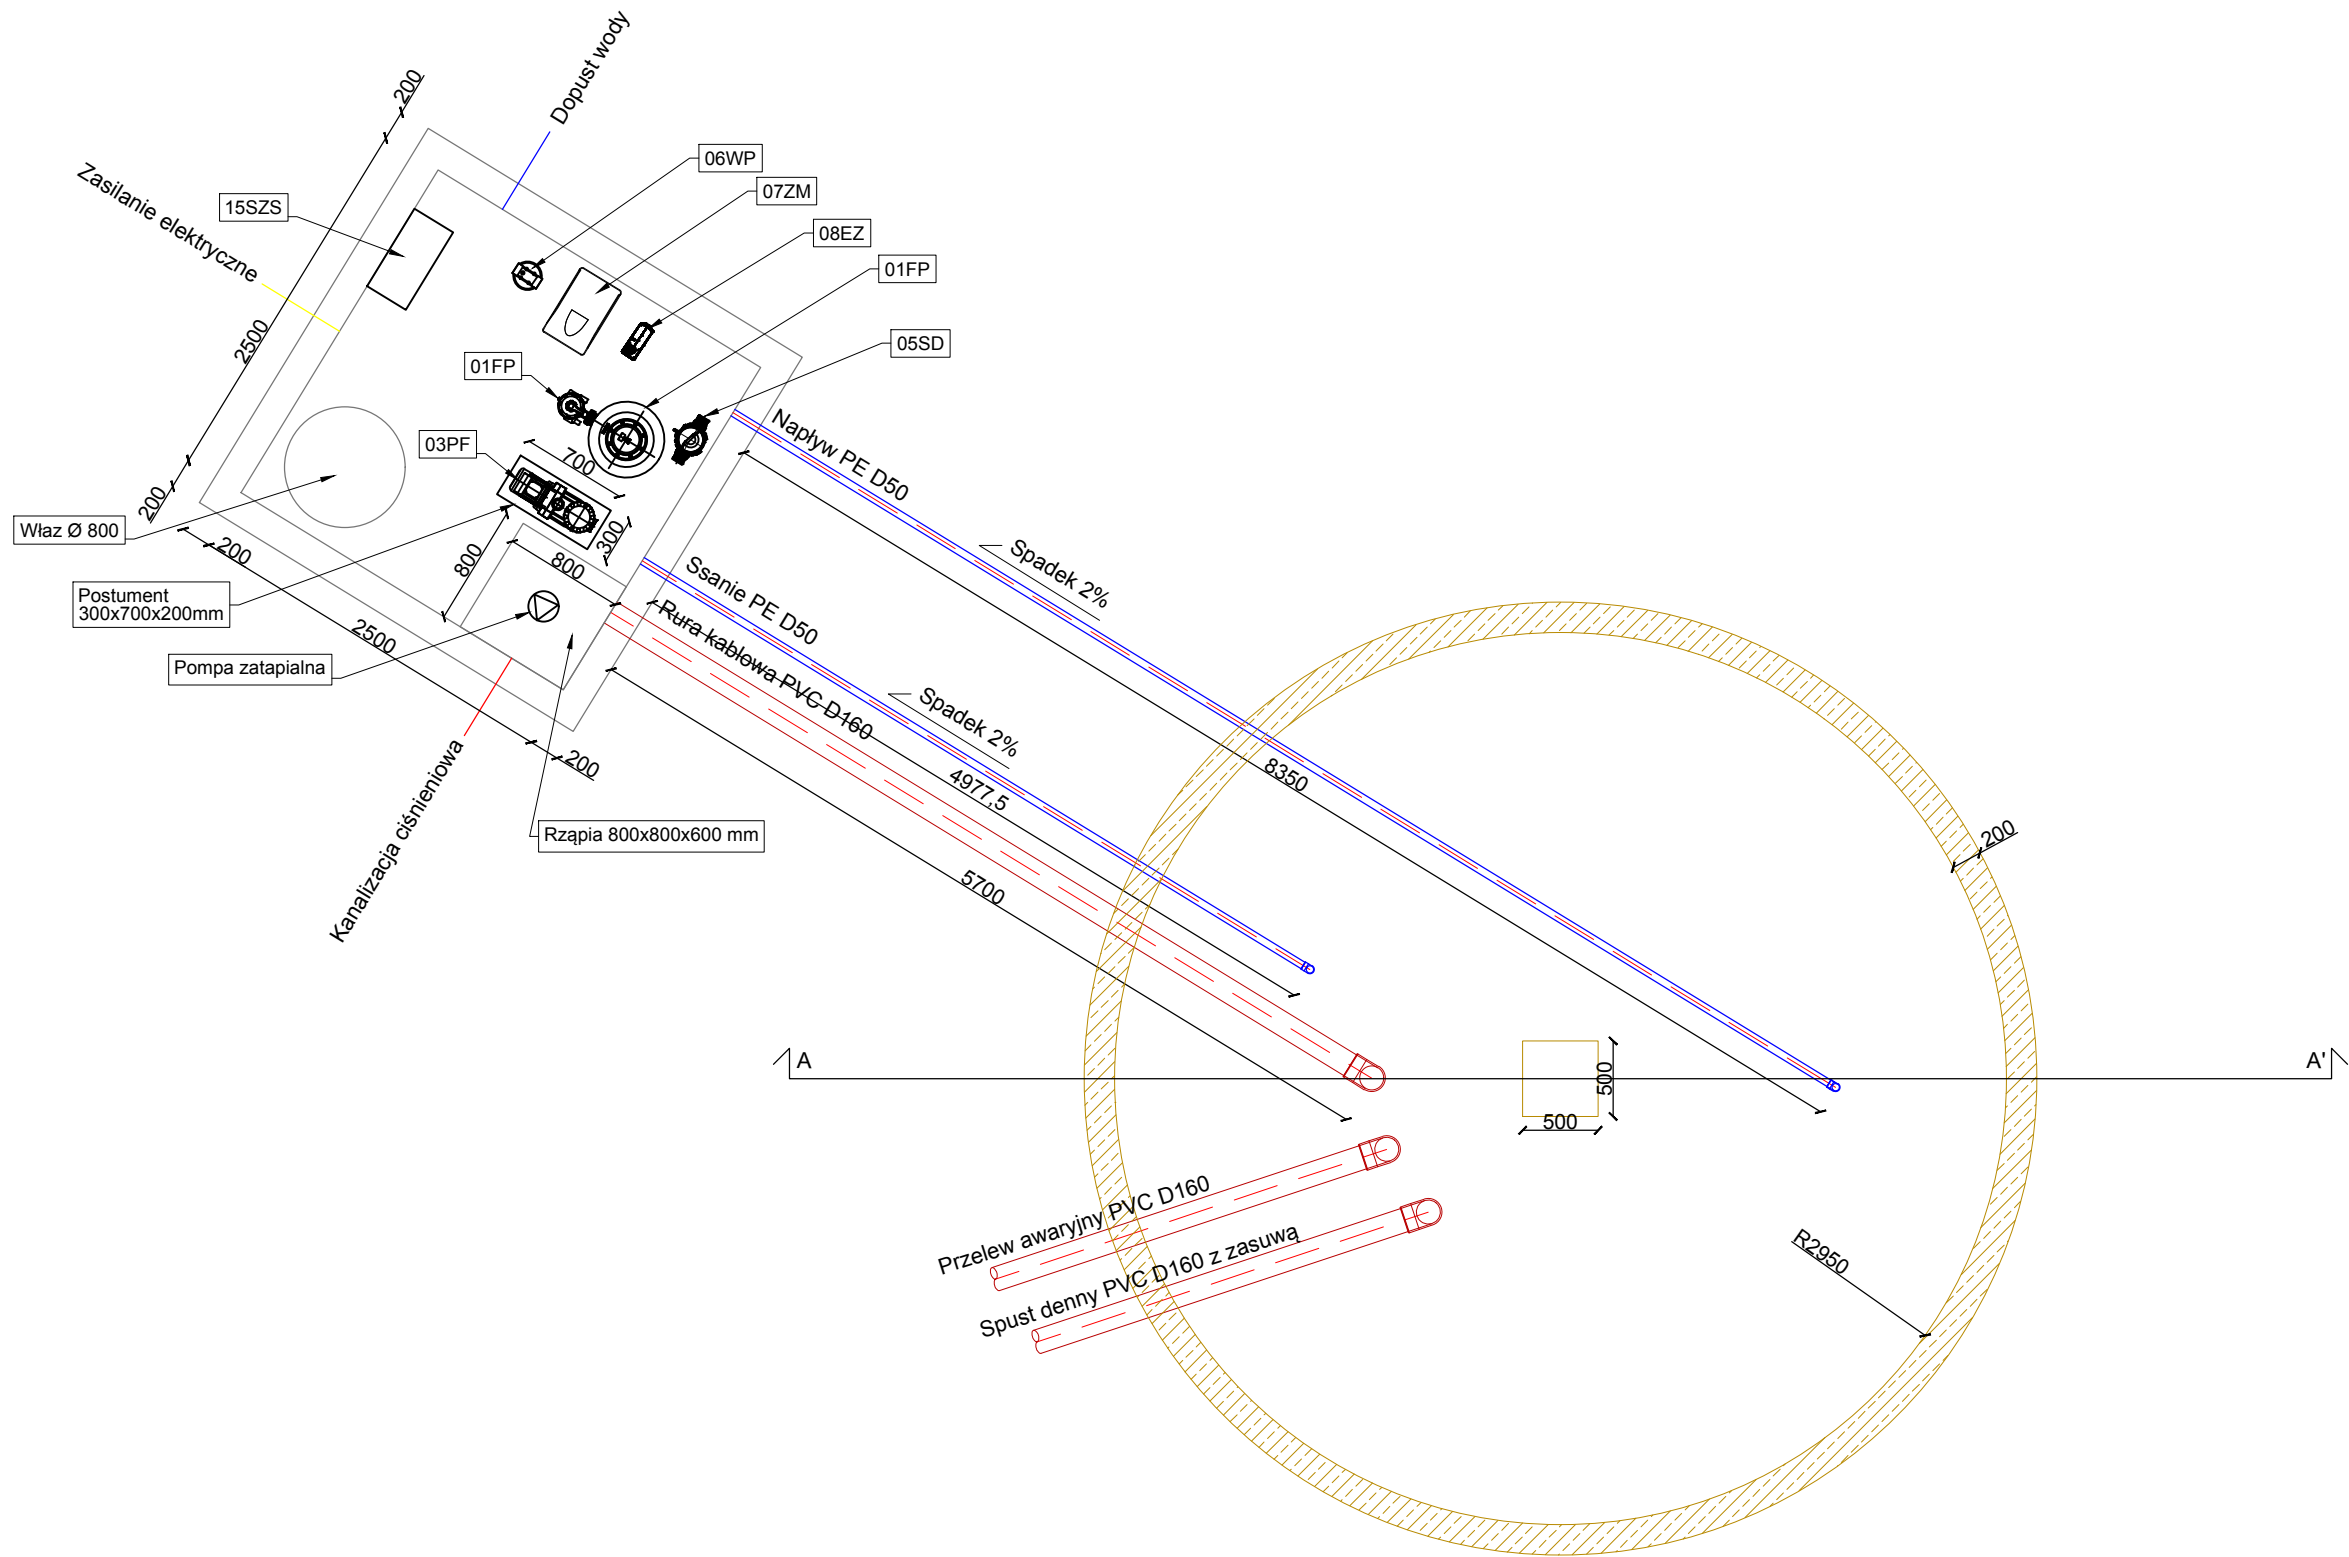 Dopust wody
200
Zasilanie elektryczne
06WP
07ZM
15SZS
08EZ
01FP
05SD
2500
01FP
03PF
700
Napływ PE D50
200
Właz Ø 800
200
300
800
800
Spadek 2%
Ssanie PE D50
Postument
300x700x200mm
Rura kablowa PVC D160
2500
Pompa zatapialna
Spadek 2%
200
4977,5
8350
Kanalizacja ciśnieniowa
Rząpia 800x800x600 mm
200
5700
A
A'
500
500
Przelew awaryjny PVC D160
Spust denny PVC D160 z zasuwą
R2950